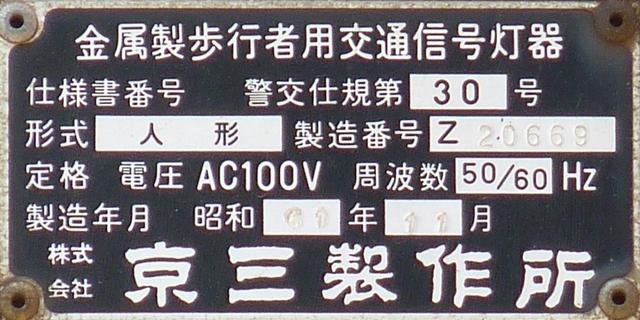 金属製歩行者用交通信号灯器
仕様書番号 警交仕規第 30 号
形式 人形 製造番号 Z 20669
定格 電圧 AC100V 周波数 50/60 Hz
製造年月 昭和 61 年 11 月
株式会社 京三製作所